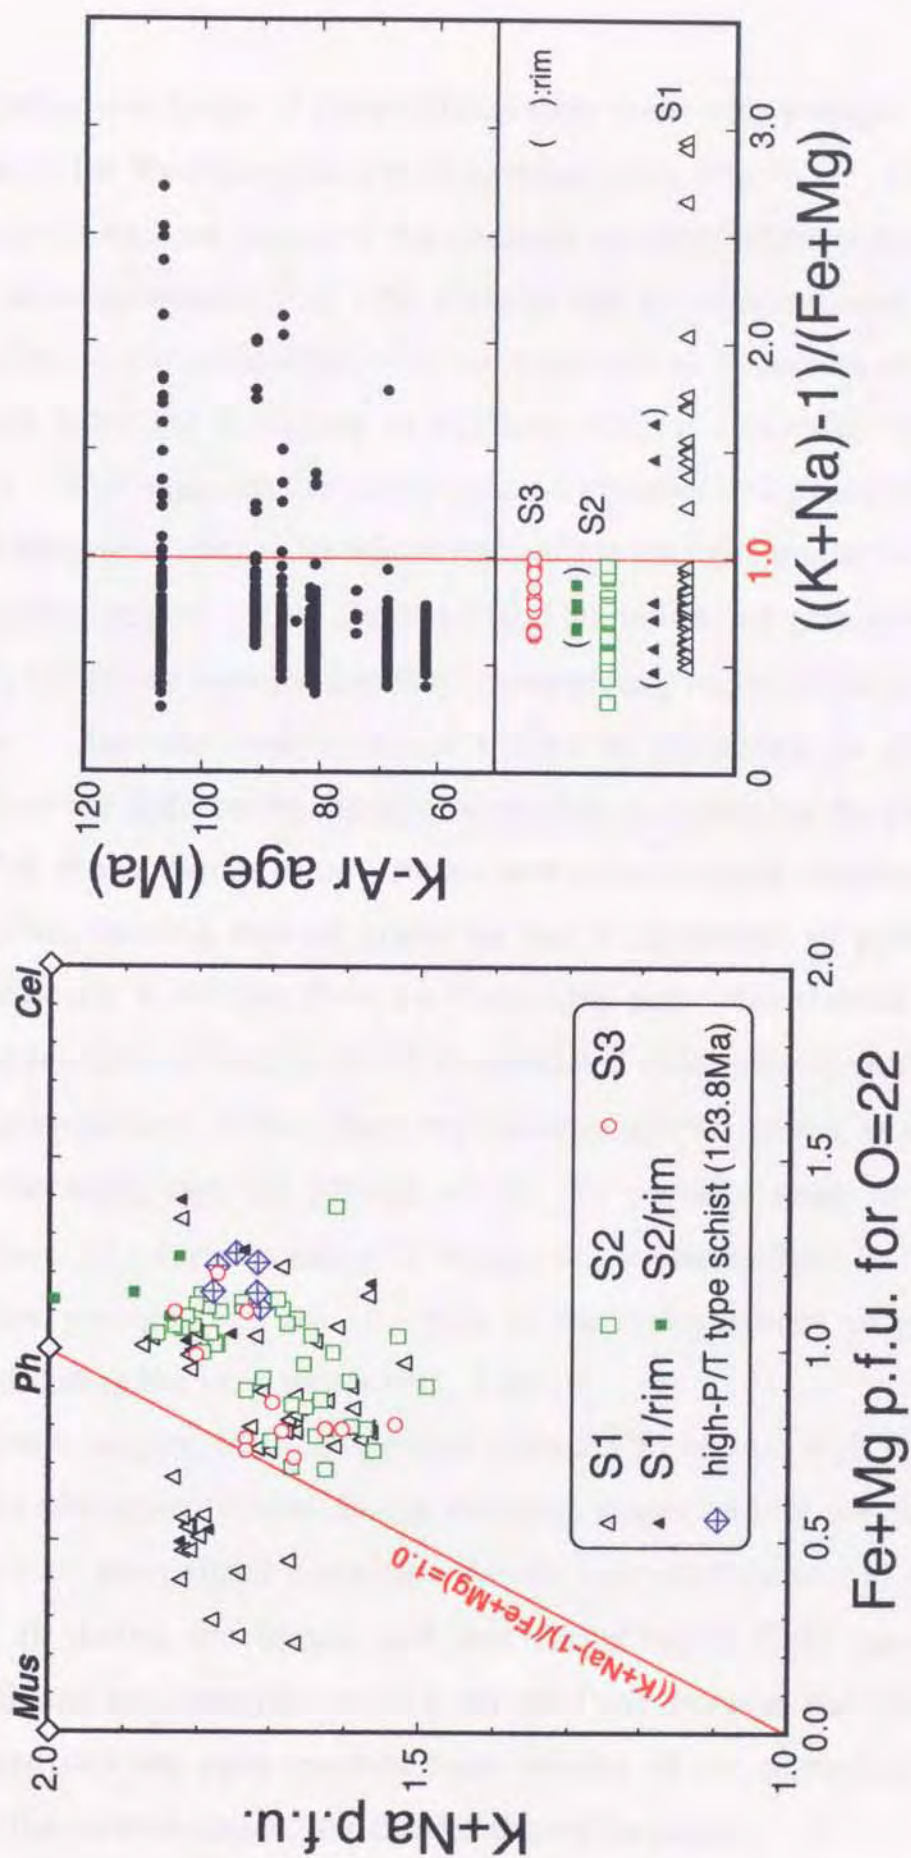 Mus
Ph
Cel
2.0
1.5
1.0
K+Na p.f.u.
((K+Na)-1)/(Fe+Mg)=1.0
S1
S2
S3
S1/rim
S2/rim
high-P/T type schist (123.8Ma)
0.0
0.5
1.0
1.5
2.0
Fe+Mg p.f.u. for O=22
120
100
80
60
K-Ar age (Ma)
S3
( ):rim
( )
S2
( ) ( )
S1
0
1.0
2.0
3.0
((K+Na)-1)/(Fe+Mg)